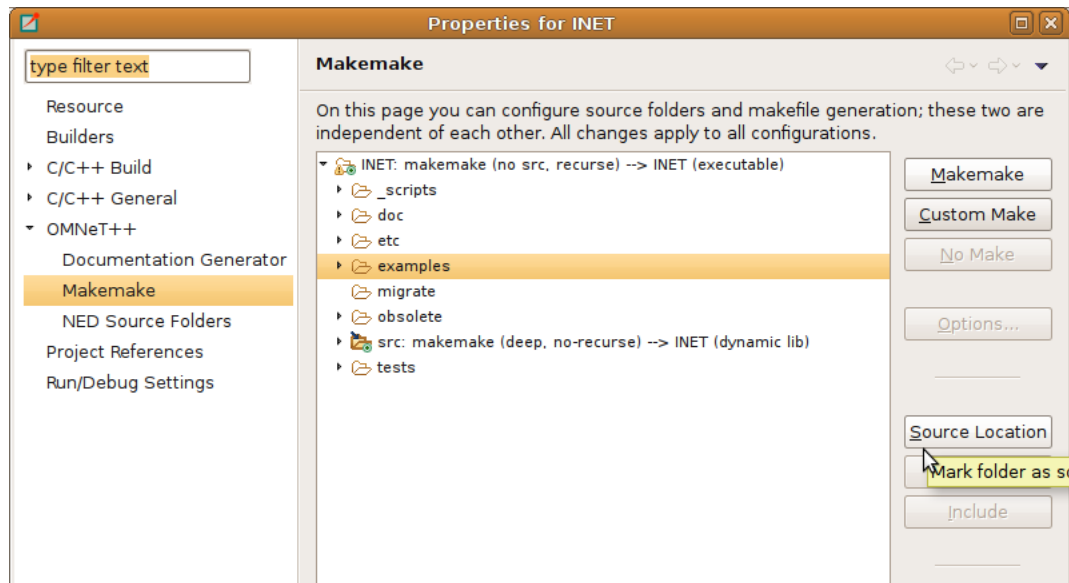 Properties for INET
type filter text
Resource
Builders
C/C++ Build
C/C++ General
OMNeT++
Documentation Generator
Makemake
NED Source Folders
Project References
Run/Debug Settings
Makemake
On this page you can configure source folders and makefile generation; these two are
independent of each other. All changes apply to all configurations.
INET: makemake (no src, recurse) --> INET (executable)
_scripts
doc
etc
examples
migrate
obsolete
src: makemake (deep, no-recurse) --> INET (dynamic lib)
tests
Makemake
Custom Make
No Make
Options...
Source Location
Mark folder as
Include